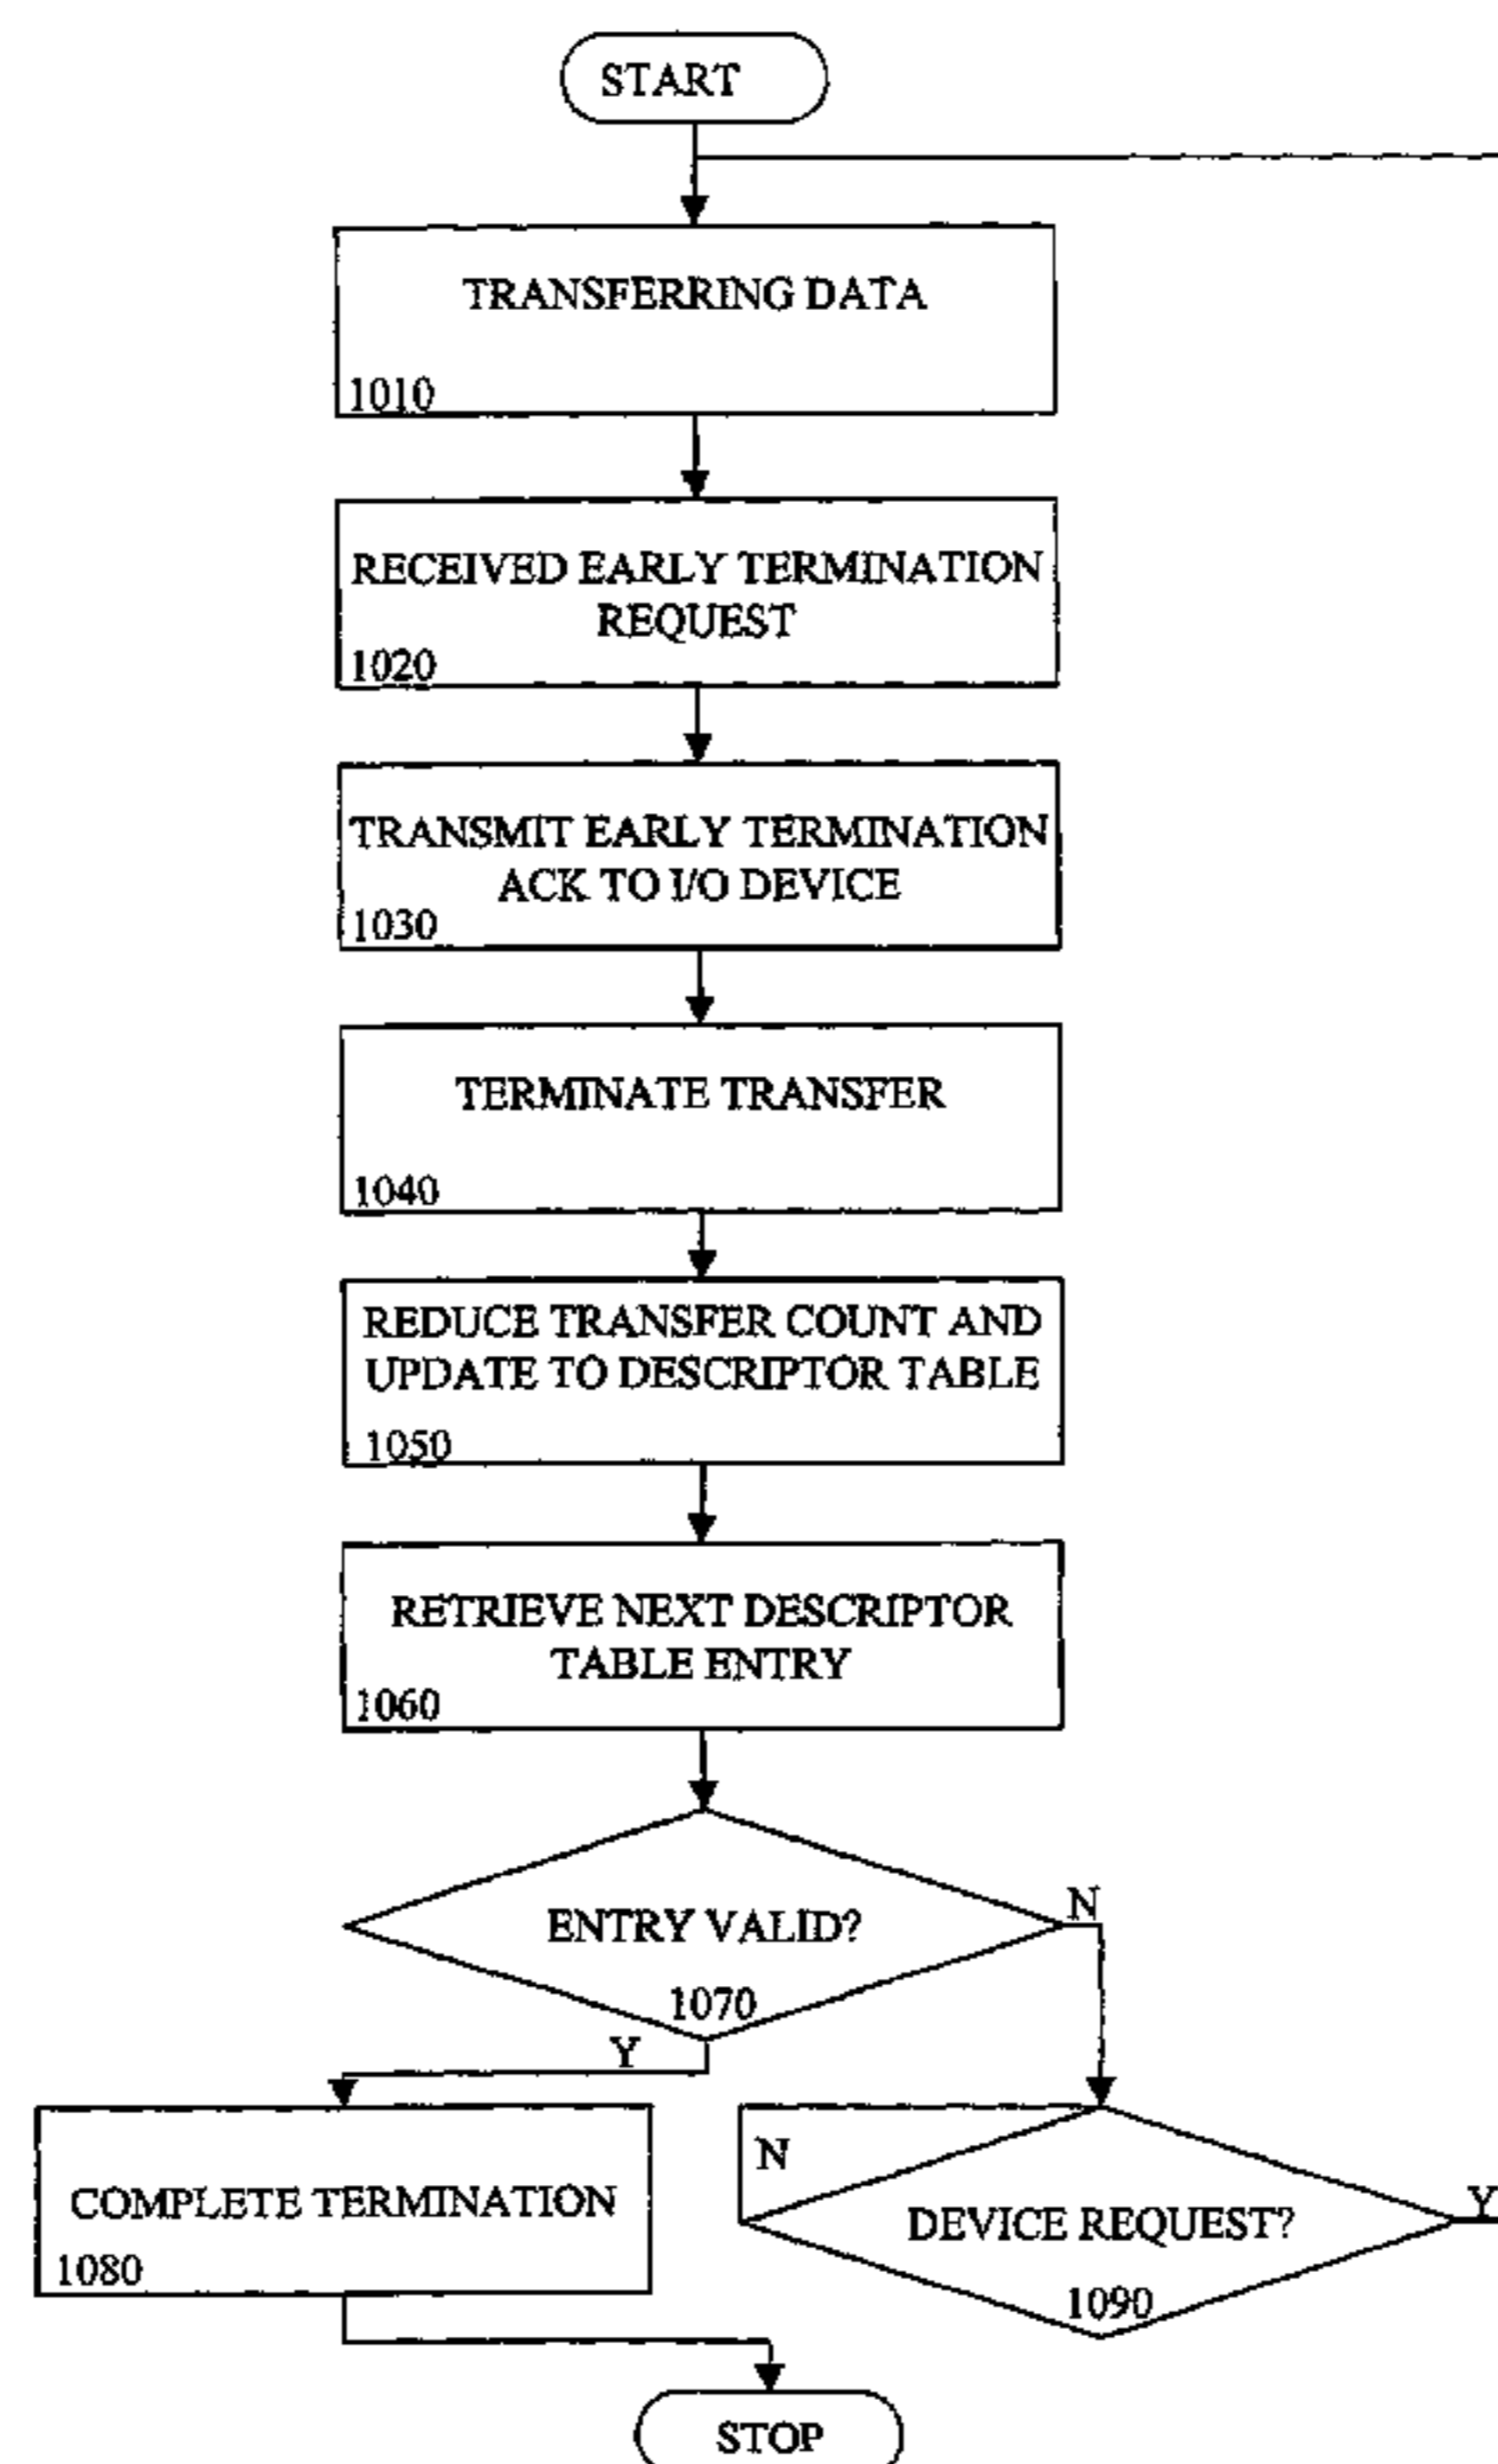 START
TRANSFERRING DATA
1010
RECEIVED EARLY TERMINATION
REQUEST
1020
TRANSMIT EARLY TERMINATION
ACK TO I/O DEVICE
1030
TERMINATE TRANSFER
1040
REDUCE TRANSFER COUNT AND
UPDATE TO DESCRIPTOR TABLE
1050
RETRIEVE NEXT DESCRIPTOR
TABLE ENTRY
1060
N
ENTRY VALID?
1070
Y
N
COMPLETE TERMINATION
1080
Y
DEVICE REQUEST?
1090
STOP